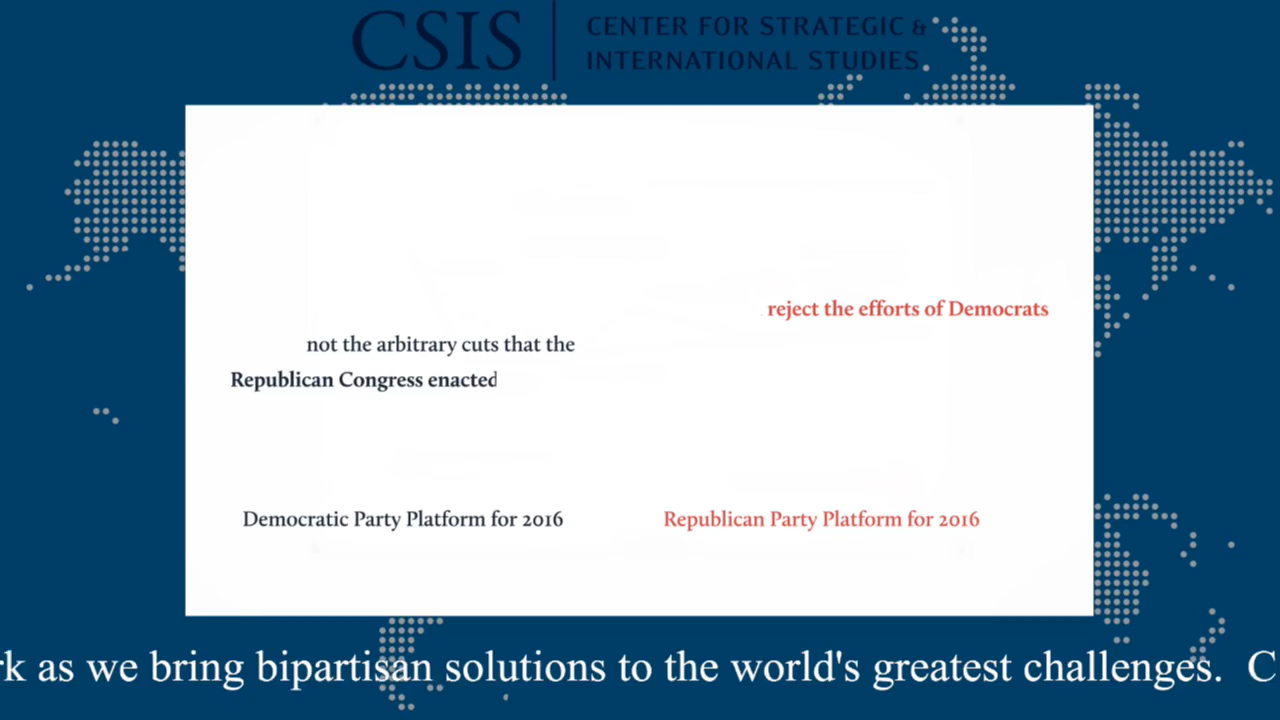 CSIS
CENTER FOR STRATEGIC &
INTERNATIONAL STUDIES
reject the efforts of Democrats
not the arbitrary cuts that the
Republican Congress enacted
Democratic Party Platform for 2016
Republican Party Platform for 2016
rk as we bring bipartisan solutions to the world's greatest challenges. C